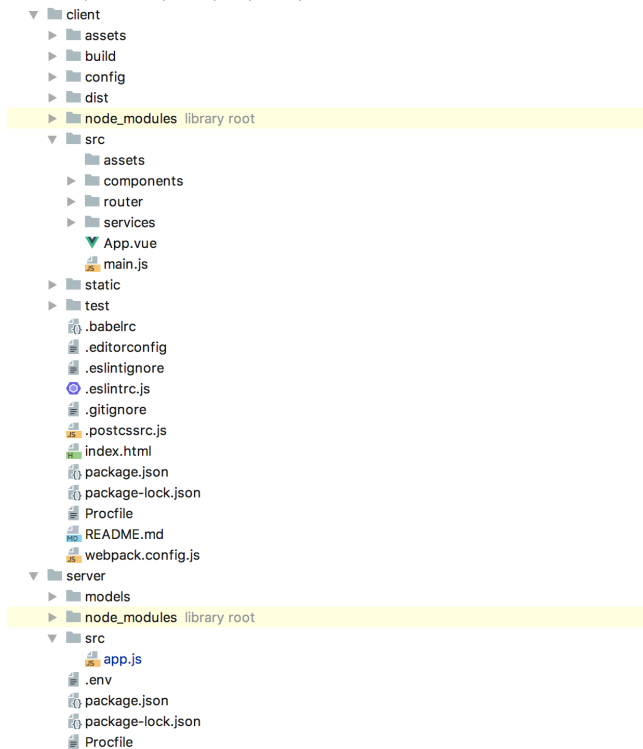 client
assets
build
config
dist
node_modules library root
src
assets
components
router
services
App.vue
main.js
static
test
.babelrc
.editorconfig
.eslintignore
.eslintrc.js
.gitignore
.postcssrc.js
index.html
package.json
package-lock.json
Procfile
README.md
webpack.config.js
server
models
node_modules library root
src
app.js
.env
package.json
package-lock.json
Procfile